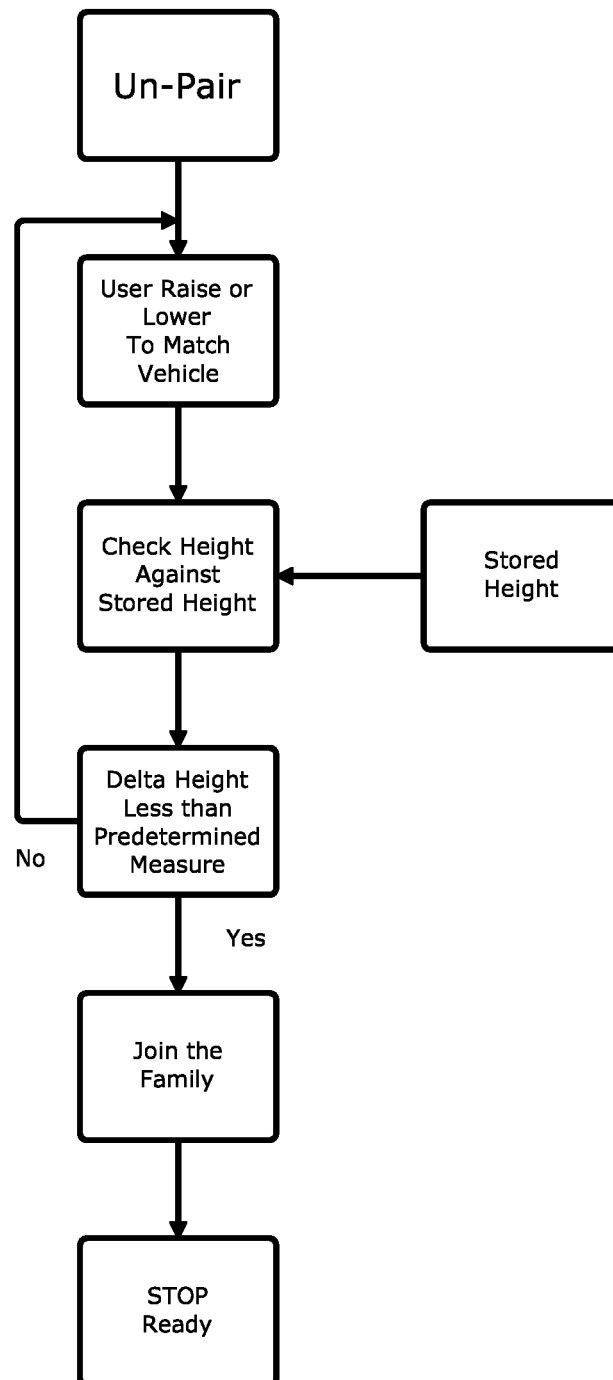 Un-Pair
User Raise or
Lower
To Match
Vehicle
Check Height
Against
Stored Height
Stored
Height
Delta Height
Less than
Predetermined
Measure
No
Yes
Join the
Family
STOP
Ready